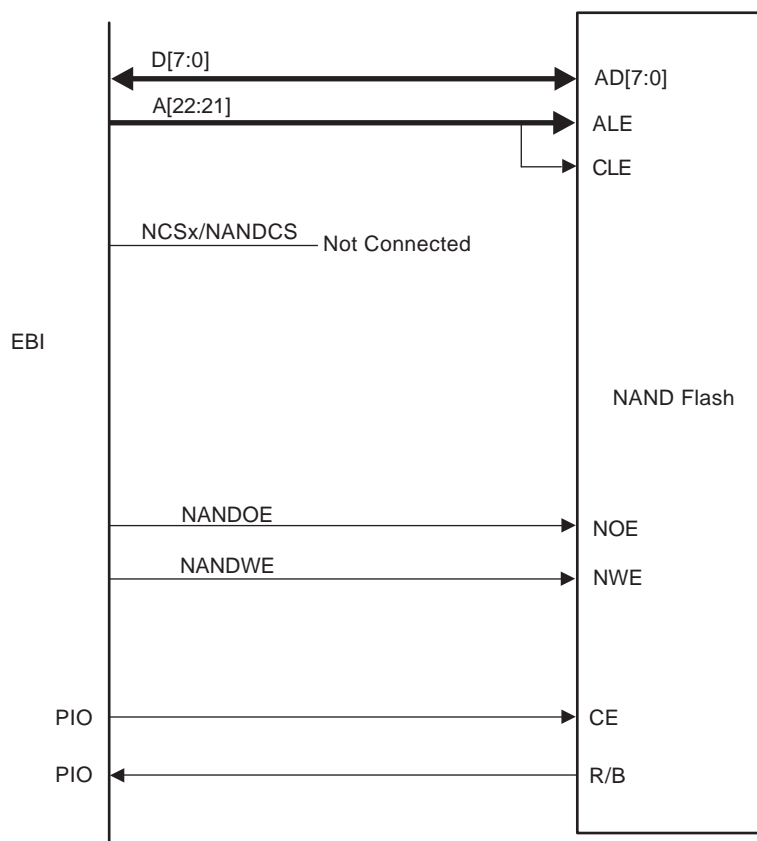 D[7:0]
AD[7:0]
A[22:21]
ALE
CLE
NCSx/NANDCS
Not Connected
EBI
NAND Flash
NANDOE
NOE
NANDWE
NWE
PIO
CE
PIO
R/B